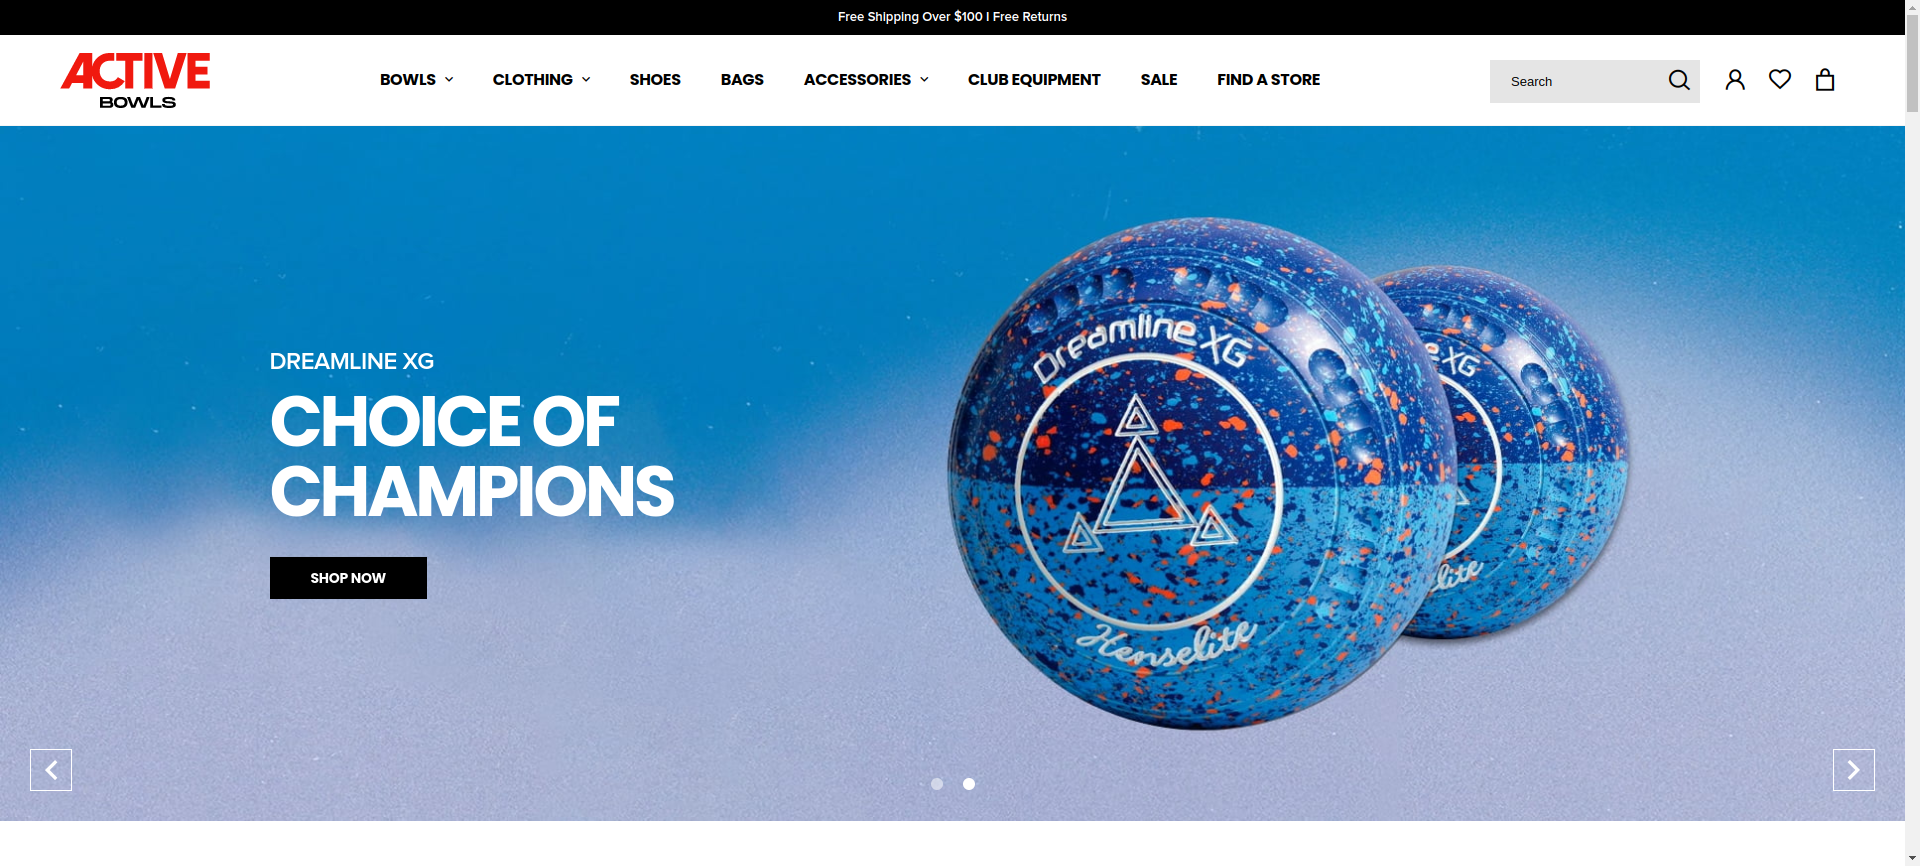 Free Shipping Over $100 I Free Returns
ACTIVE
BOWLS
BOWLS
CLOTHING
SHOES
BAGS
ACCESSORIES
CLUB EQUIPMENT
SALE
FIND A STORE
Search
DREAMLINE XG
CHOICE OF
CHAMPIONS
SHOP NOW
Dreamline XG
Henselite
e XG
lite